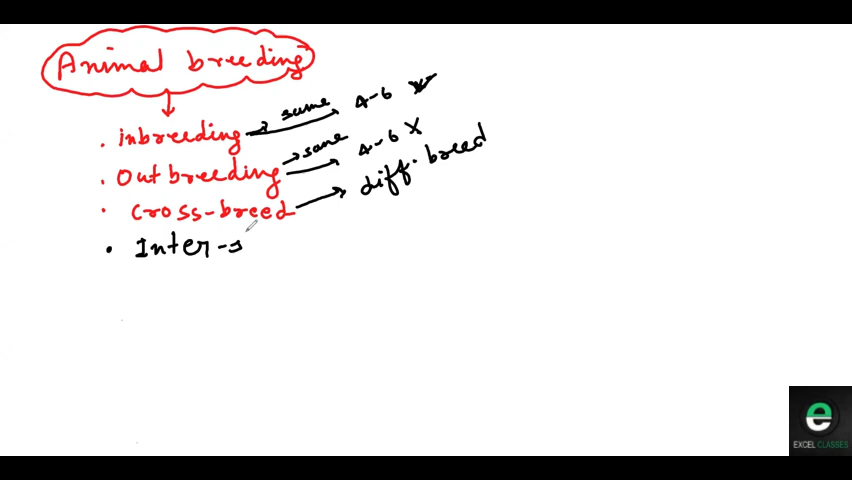 Animal breeding
. inbreeding → same 4-6 ✓
. Out breeding → same 4-6 X
. Cross-breed → diff. breed
. Inter-s
e
EXCEL CLASSES